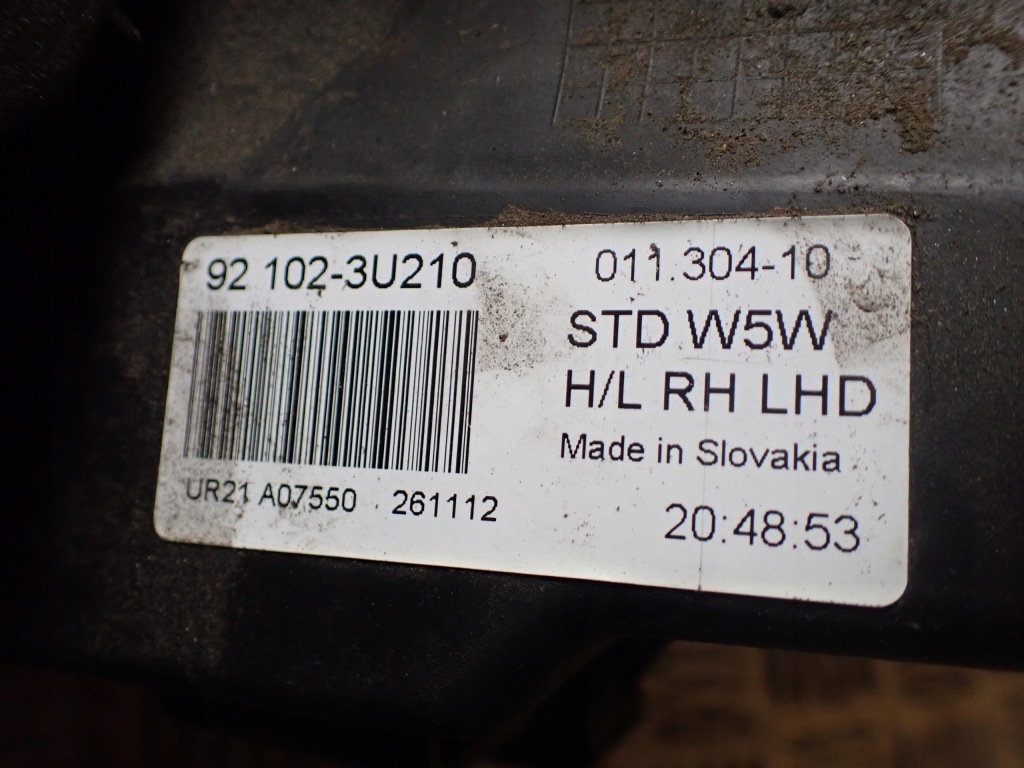 92 102-3U210
011.304-10
STD W5W
H/L RH LHD
Made in Slovakia
UR21 A07550 261112
20:48:53